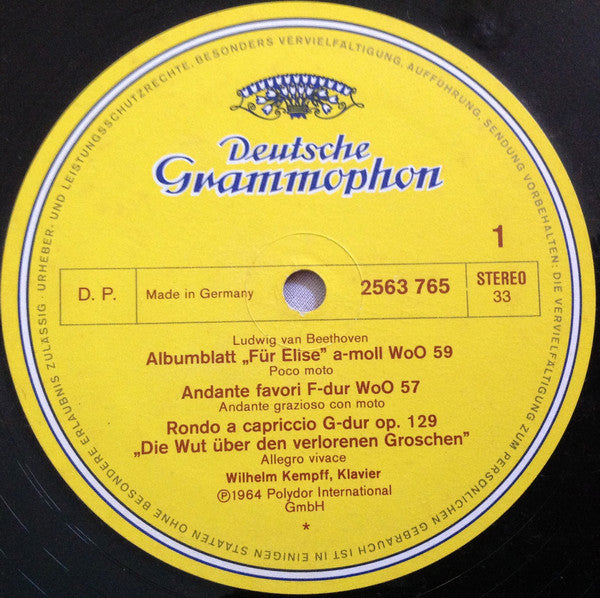 URHEBER- UND LEISTUNGSSCHUTZRECHTE, BESONDERS VERVIELFÄLTIGUNG, AUFFÜHRUNG, SENDUNG VORBEHALTEN; DIE VERVIELFÄLTIGUNG ZUM PERSÖNLICHEN GEBRAUCH IST IN EINIGEN STAATEN OHNE BESONDERE ERLAUBNIS ZULÄSSIG
Deutsche
Grammophon
1
D. P.
Made in Germany
2563 765
STEREO
33
Ludwig van Beethoven
Albumblatt „Für Elise” a-moll WoO 59
Poco moto
Andante favori F-dur WoO 57
Andante grazioso con moto
Rondo a capriccio G-dur op. 129
„Die Wut über den verlorenen Groschen”
Allegro vivace
Wilhelm Kempff, Klavier
Ⓟ1964 Polydor International
GmbH
*